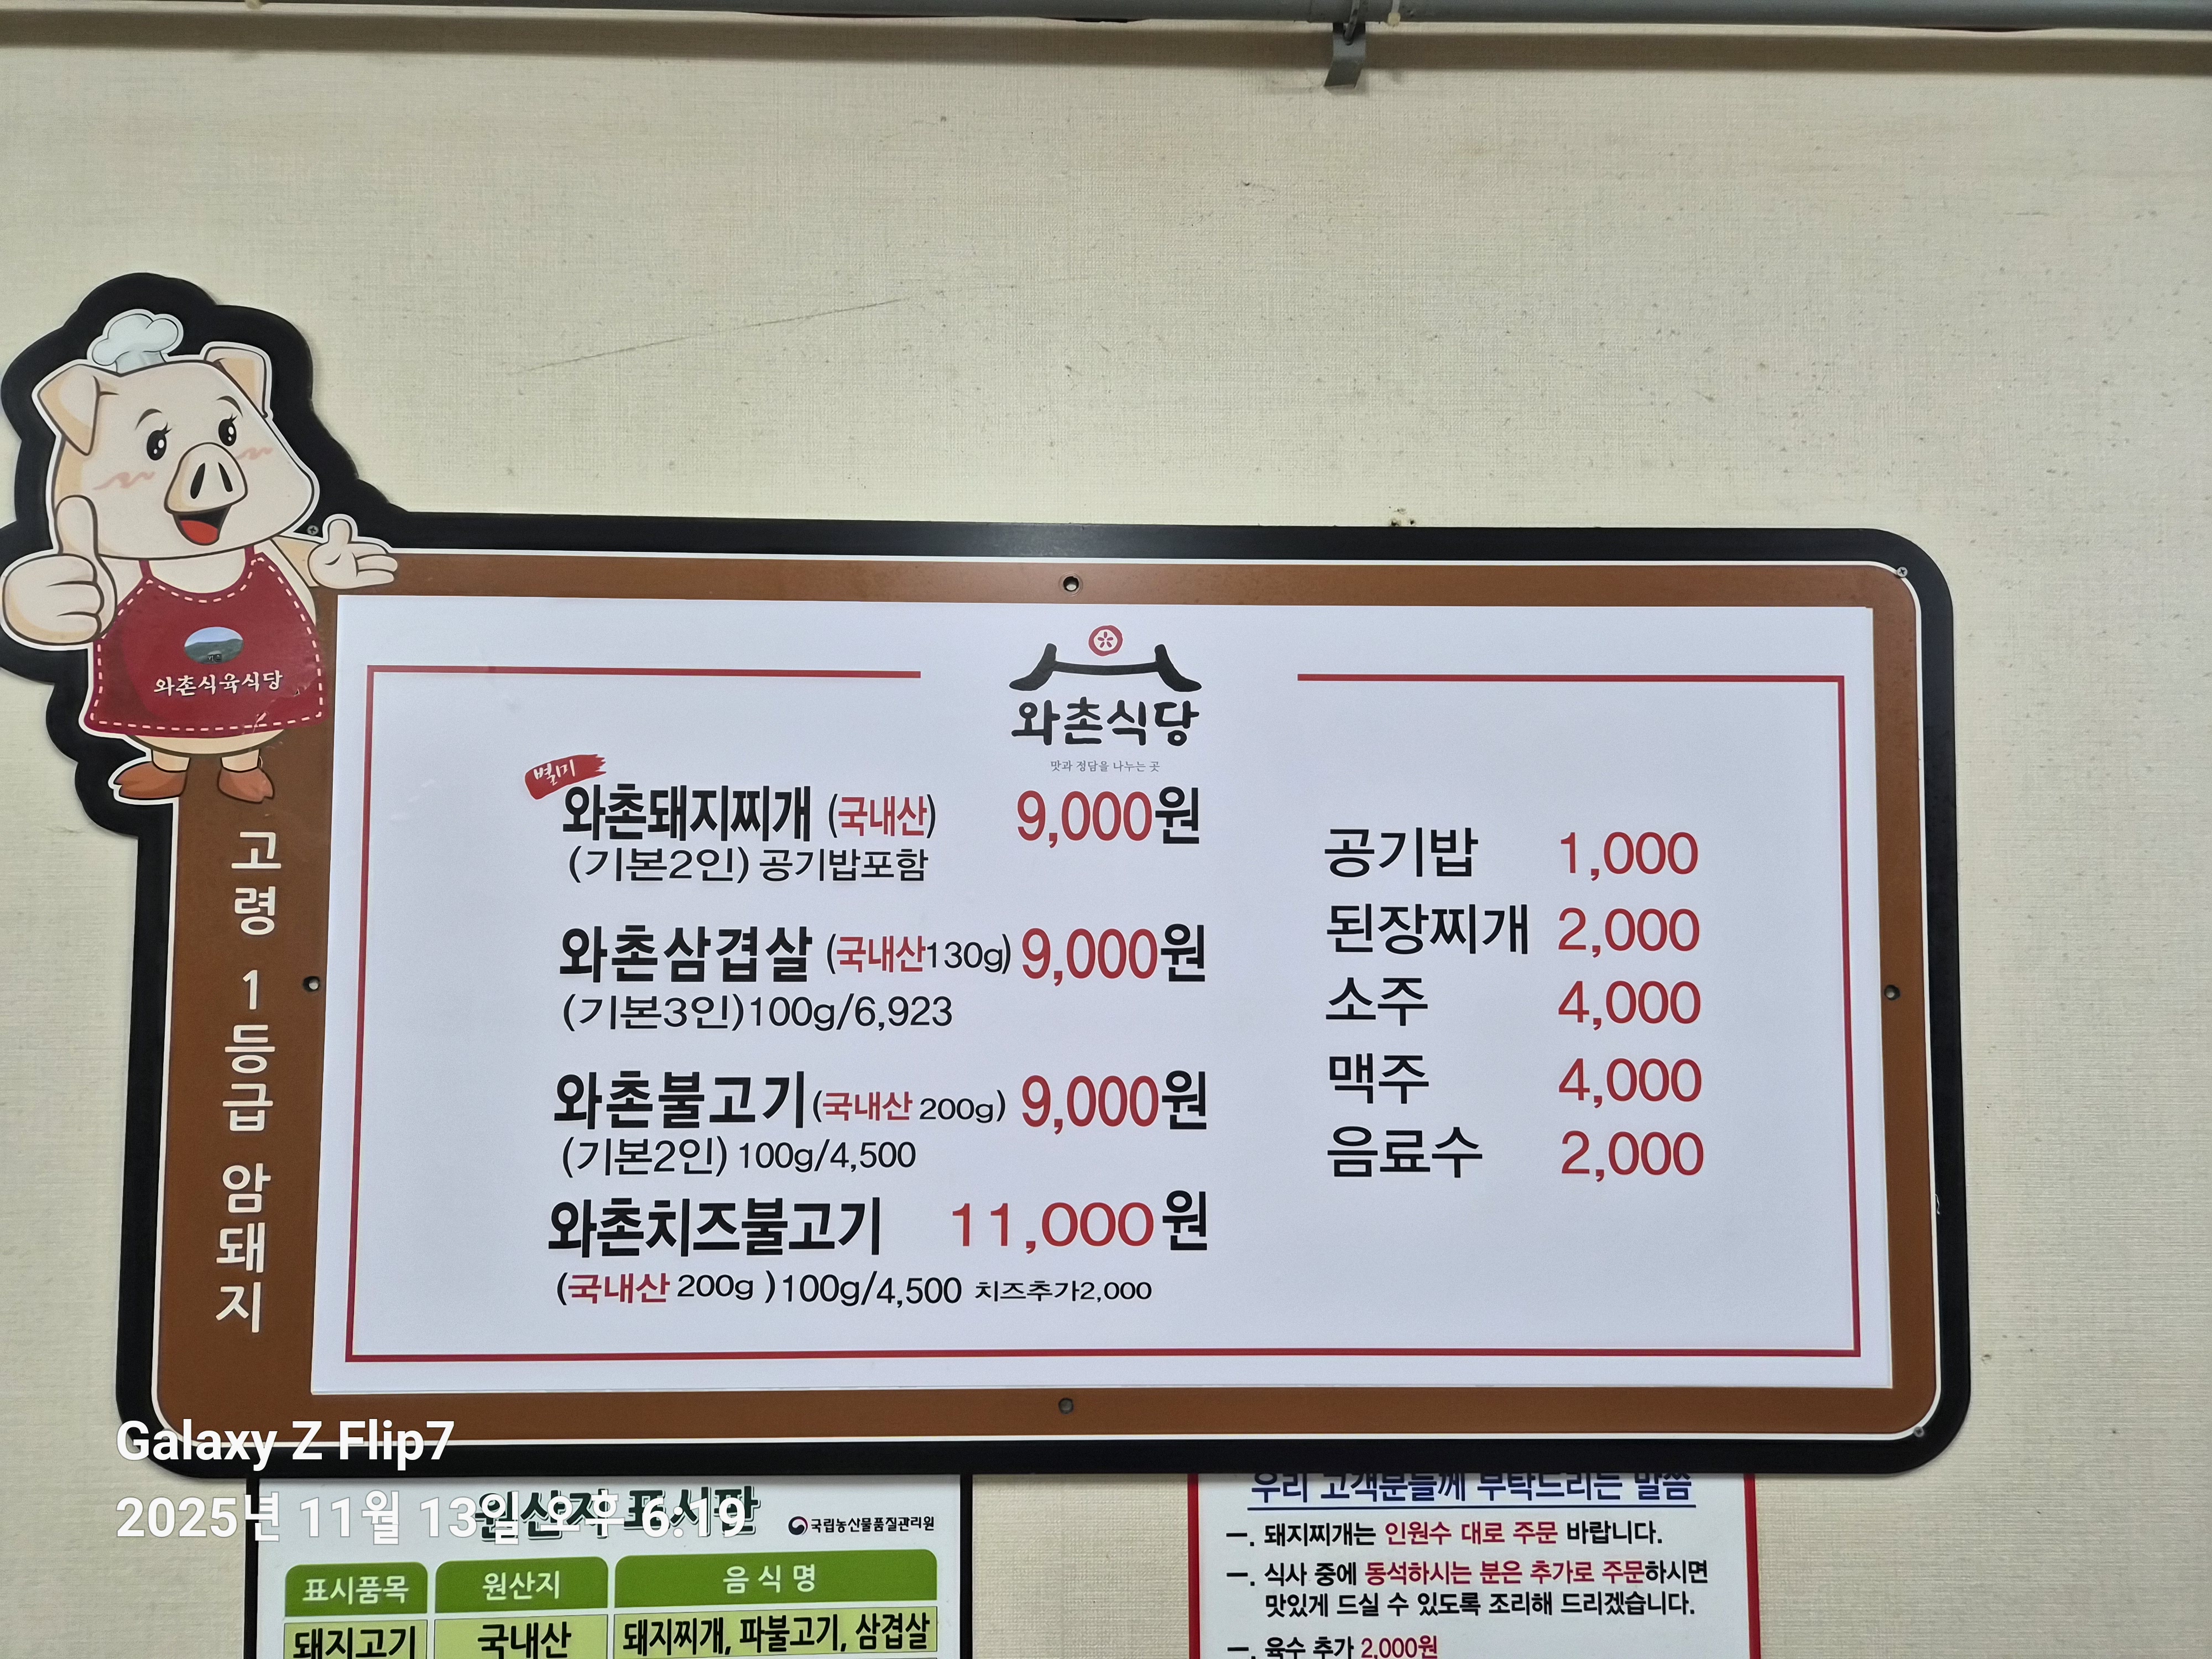 와촌식육식당
고령 1등급 암돼지
와촌식당
맛과 정담을 나누는 곳
별미
와촌돼지찌개 (국내산) 9,000원
(기본2인) 공기밥포함
와촌삼겹살 (국내산130g) 9,000원
(기본3인)100g/6,923
와촌불고기(국내산 200g) 9,000원
(기본2인) 100g/4,500
와촌치즈불고기 11,000원
(국내산 200g )100g/4,500 치즈추가2,000
공기밥 1,000
된장찌개 2,000
소주 4,000
맥주 4,000
음료수 2,000
Galaxy Z Flip7
2025년 11월 13일 오후 6:19
원산지 표시판
국립농산물품질관리원
표시품목 원산지 음식명
돼지고기 국내산 돼지찌개, 파불고기, 삼겹살
우리 고객분들께 부탁드리는 말씀
一. 돼지찌개는 인원수 대로 주문 바랍니다.
一. 식사 중에 동석하시는 분은 추가로 주문하시면
맛있게 드실 수 있도록 조리해 드리겠습니다.
一. 육수 추가 2,000원